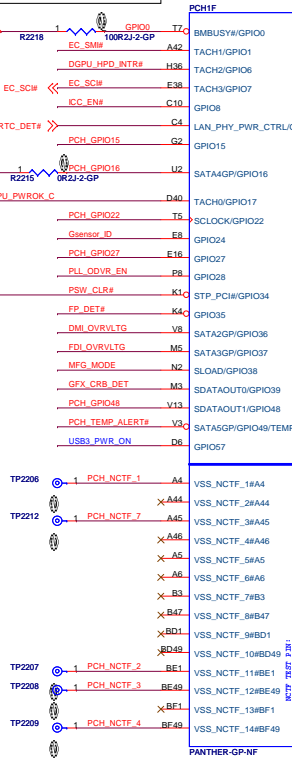 PCH1F
GPIO0 T7 BMBUSY#/GPIO0
R2218 1 100R2J-2-GP
EC_SMI# A42 TACH1/GPIO1
DGPU_HPD_INTR# H36 TACH2/GPIO6
EC_SCI# EC_SCI# E38 TACH3/GPIO7
ICC_EN# C10 GPIO8
RTC_DET# C4 LAN_PHY_PWR_CTRL/
PCH_GPIO15 G2 GPIO15
1 PCH_GPIO16 U2 SATA4GP/GPIO16
R2215 0R2J-2-GP
PU_PWROK_C D40 TACH0/GPIO17
PCH_GPIO22 T5 SCLOCK/GPIO22
Gsensor_ID E8 GPIO24
PCH_GPIO27 E16 GPIO27
PLL_ODVR_EN P8 GPIO28
PSW_CLR# K1 STP_PCI#/GPIO34
FP_DET# K4 GPIO35
DMI_OVRVLTG V8 SATA2GP/GPIO36
FDI_OVRVLTG M5 SATA3GP/GPIO37
MFG_MODE N2 SLOAD/GPIO38
GFX_CRB_DET M3 SDATAOUT0/GPIO39
PCH_GPIO48 V13 SDATAOUT1/GPIO48
PCH_TEMP_ALERT# V3 SATA5GP/GPIO49/TEMP
USB3_PWR_ON D6 GPIO57
TP2206 1 PCH_NCTF_1 A4 VSS_NCTF_1#A4
A44 VSS_NCTF_2#A44
TP2212 1 PCH_NCTF_7 A45 VSS_NCTF_3#A45
A46 VSS_NCTF_4#A46
A5 VSS_NCTF_5#A5
A6 VSS_NCTF_6#A6
B3 VSS_NCTF_7#B3
B47 VSS_NCTF_8#B47
BD1 VSS_NCTF_9#BD1
BD49 VSS_NCTF_10#BD49
TP2207 1 PCH_NCTF_2 BE1 VSS_NCTF_11#BE1
TP2208 1 PCH_NCTF_3 BE49 VSS_NCTF_12#BE49
BF1 VSS_NCTF_13#BF1
TP2209 1 PCH_NCTF_4 BF49 VSS_NCTF_14#BF49
NCTF TEST PIN:
PANTHER-GP-NF